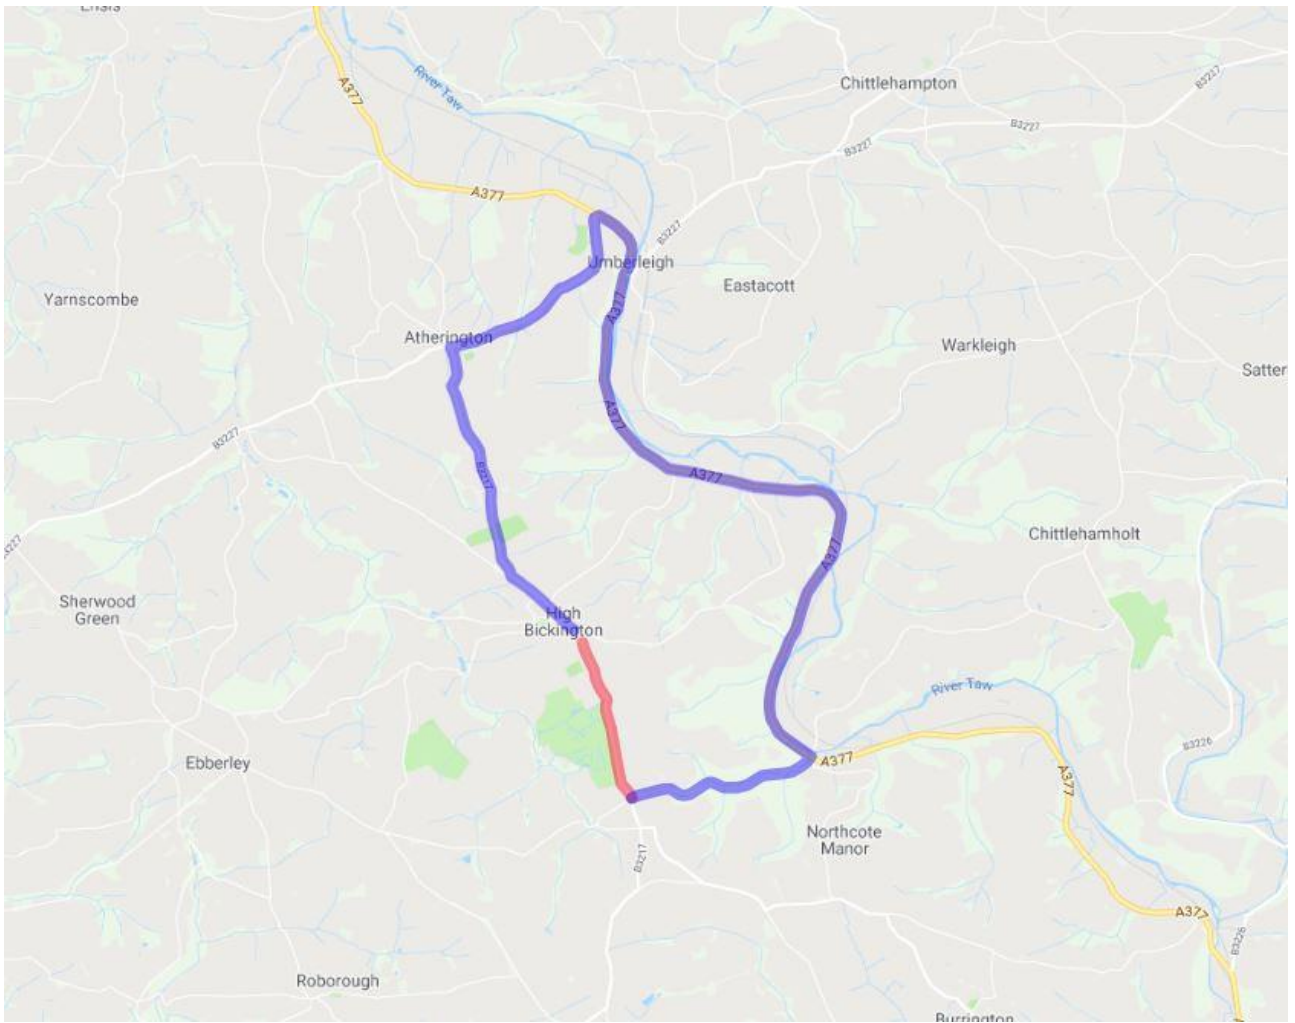 Ensis
A377
River Taw
Chittlehampton
B3227
B3227
B3227
A377
B3227
Umberleigh
Eastacott
Yarnscombe
A377
Atherington
Warkleigh
Satter
A377
B3227
B3217
A377
Chittlehamholt
B3227
A377
Sherwood
Green
High
Bickington
River Taw
B3226
Ebberley
A377
A377
Northcote
Manor
B3217
A377
B3226
Roborough
Burrington